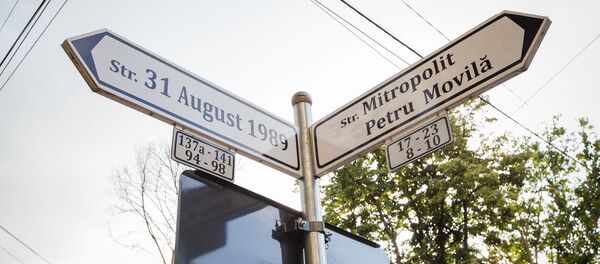 Str. 31 August 1989
137a - 141
94 - 98
Str. Mitropolit
Petru Movilă
17 - 23
8 - 10